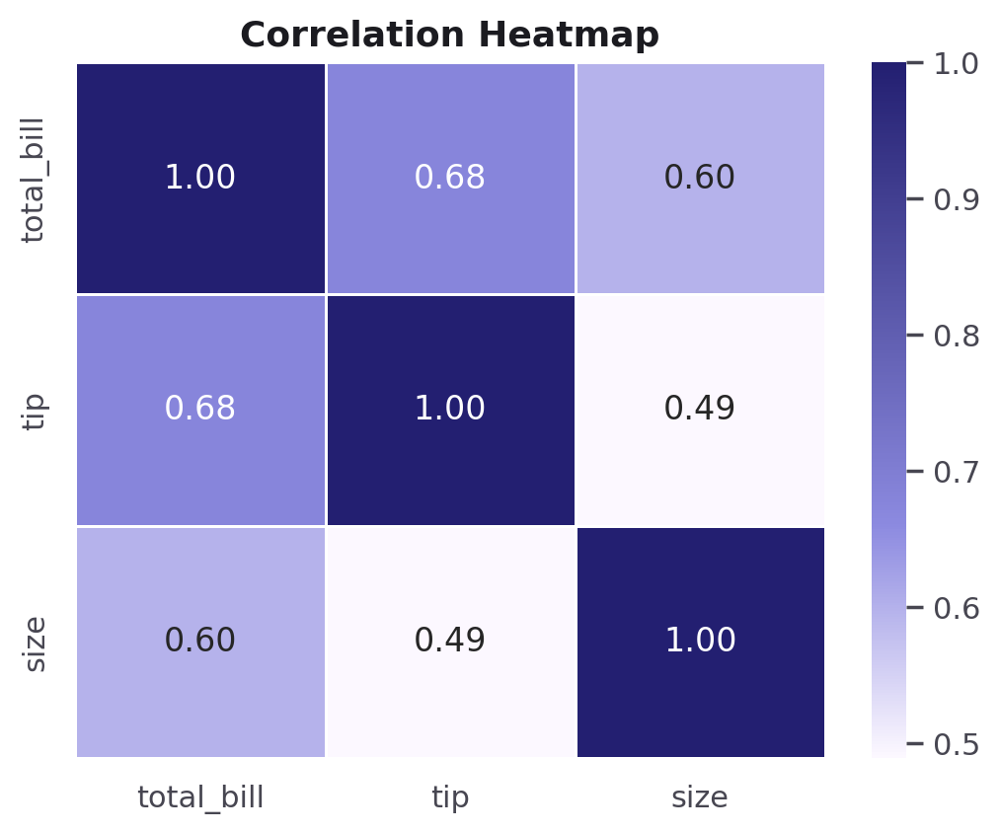 Correlation Heatmap
total_bill 1.00 0.68 0.60
tip 0.68 1.00 0.49
size 0.60 0.49 1.00
total_bill tip size
1.0
0.9
0.8
0.7
0.6
0.5